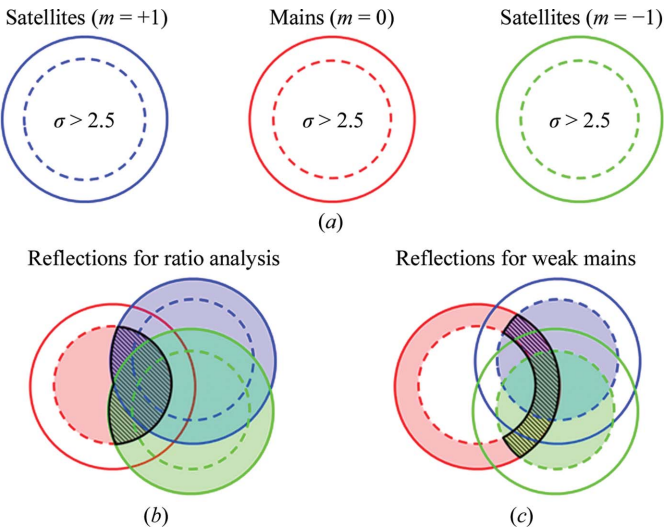 Satellites (m = +1)
Mains (m = 0)
Satellites (m = −1)
σ > 2.5
σ > 2.5
σ > 2.5
(a)
Reflections for ratio analysis
Reflections for weak mains
(b)
(c)